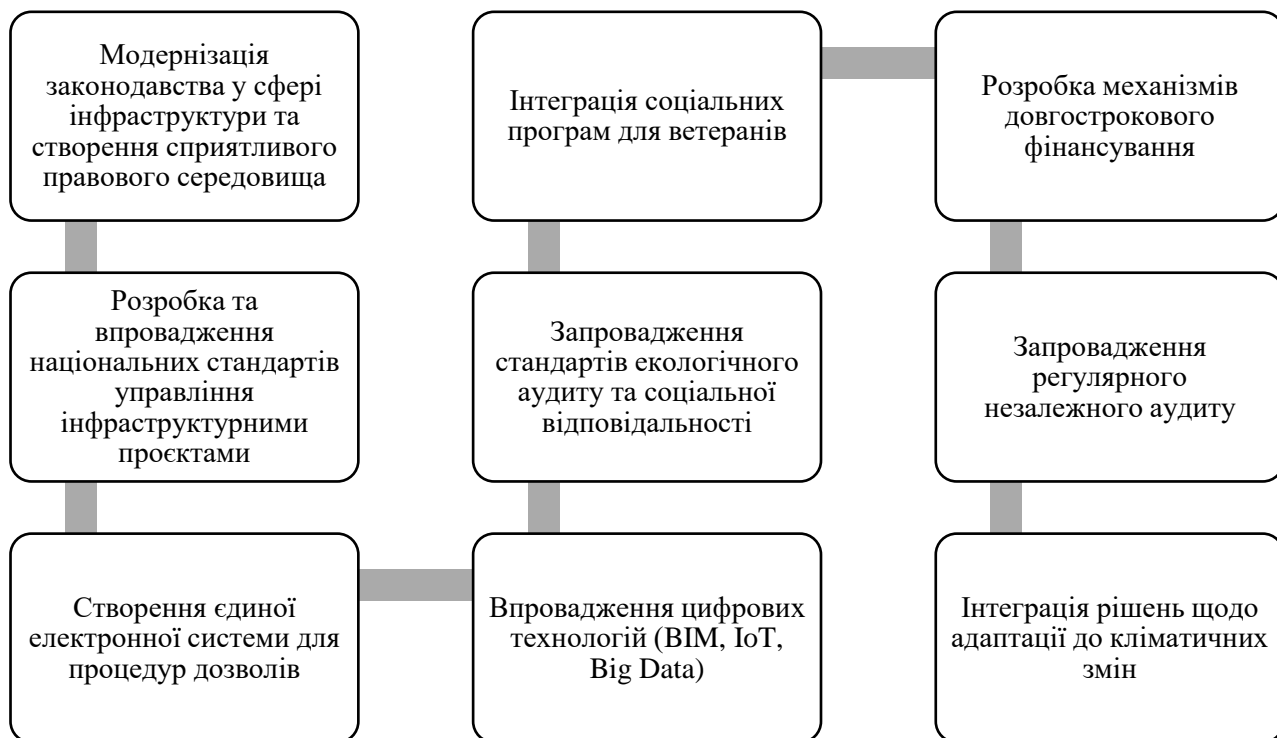 Модернізація
законодавства у сфері
інфраструктури та
створення сприятливого
правового середовища
Розробка та
впровадження
національних стандартів
управління
інфраструктурними
проєктами
Створення єдиної
електронної системи для
процедур дозволів
Впровадження цифрових
технологій (BIM, IoT,
Big Data)
Запровадження
стандартів екологічного
аудиту та соціальної
відповідальності
Інтеграція соціальних
програм для ветеранів
Розробка механізмів
довгострокового
фінансування
Запровадження
регулярного
незалежного аудиту
Інтеграція рішень щодо
адаптації до кліматичних
змін